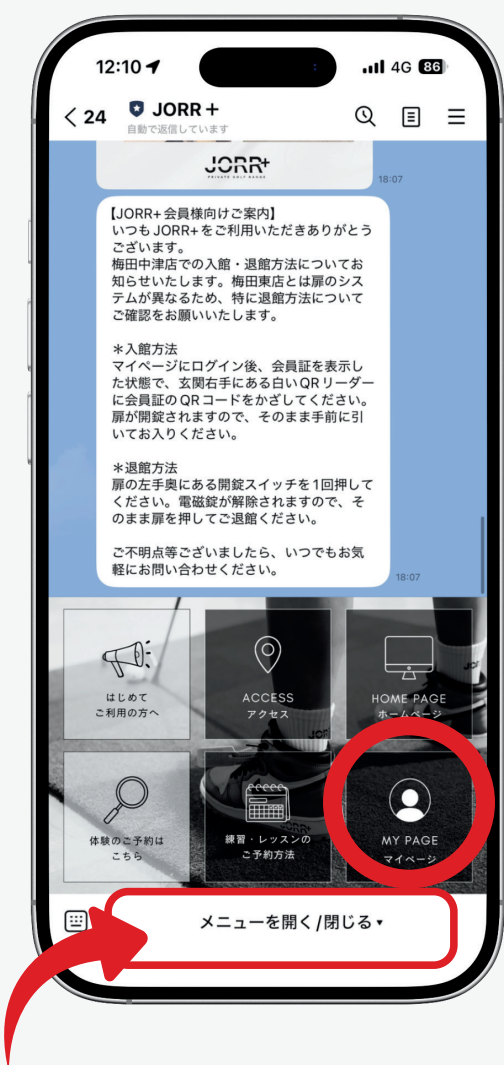 12:10
4G 86
24
JORR +
自動で返信しています
JORR+
PRIVATE GOLF RANGE
18:07
【JORR+会員様向けご案内】
いつもJORR+をご利用いただきありがとう
ございます。
梅田中津店での入館・退館方法についてお
知らせいたします。梅田東店とは扉のシス
テムが異なるため、特に退館方法について
ご確認をお願いいたします。
＊入館方法
マイページにログイン後、会員証を表示し
た状態で、玄関右手にある白いQRリーダー
に会員証のQRコードをかざしてください。
扉が開錠されますので、そのまま手前に引
いてお入りください。
＊退館方法
扉の左手奥にある開錠スイッチを1回押して
ください。電磁錠が解除されますので、そ
のまま扉を押してご退館ください。
ご不明点等ございましたら、いつでもお気
軽にお問い合わせください。
18:07
はじめて
ご利用の方へ
ACCESS
アクセス
HOME PAGE
ホームページ
体験のご予約は
こちら
練習・レッスンの
ご予約方法
MY PAGE
マイページ
メニューを開く/閉じる▾